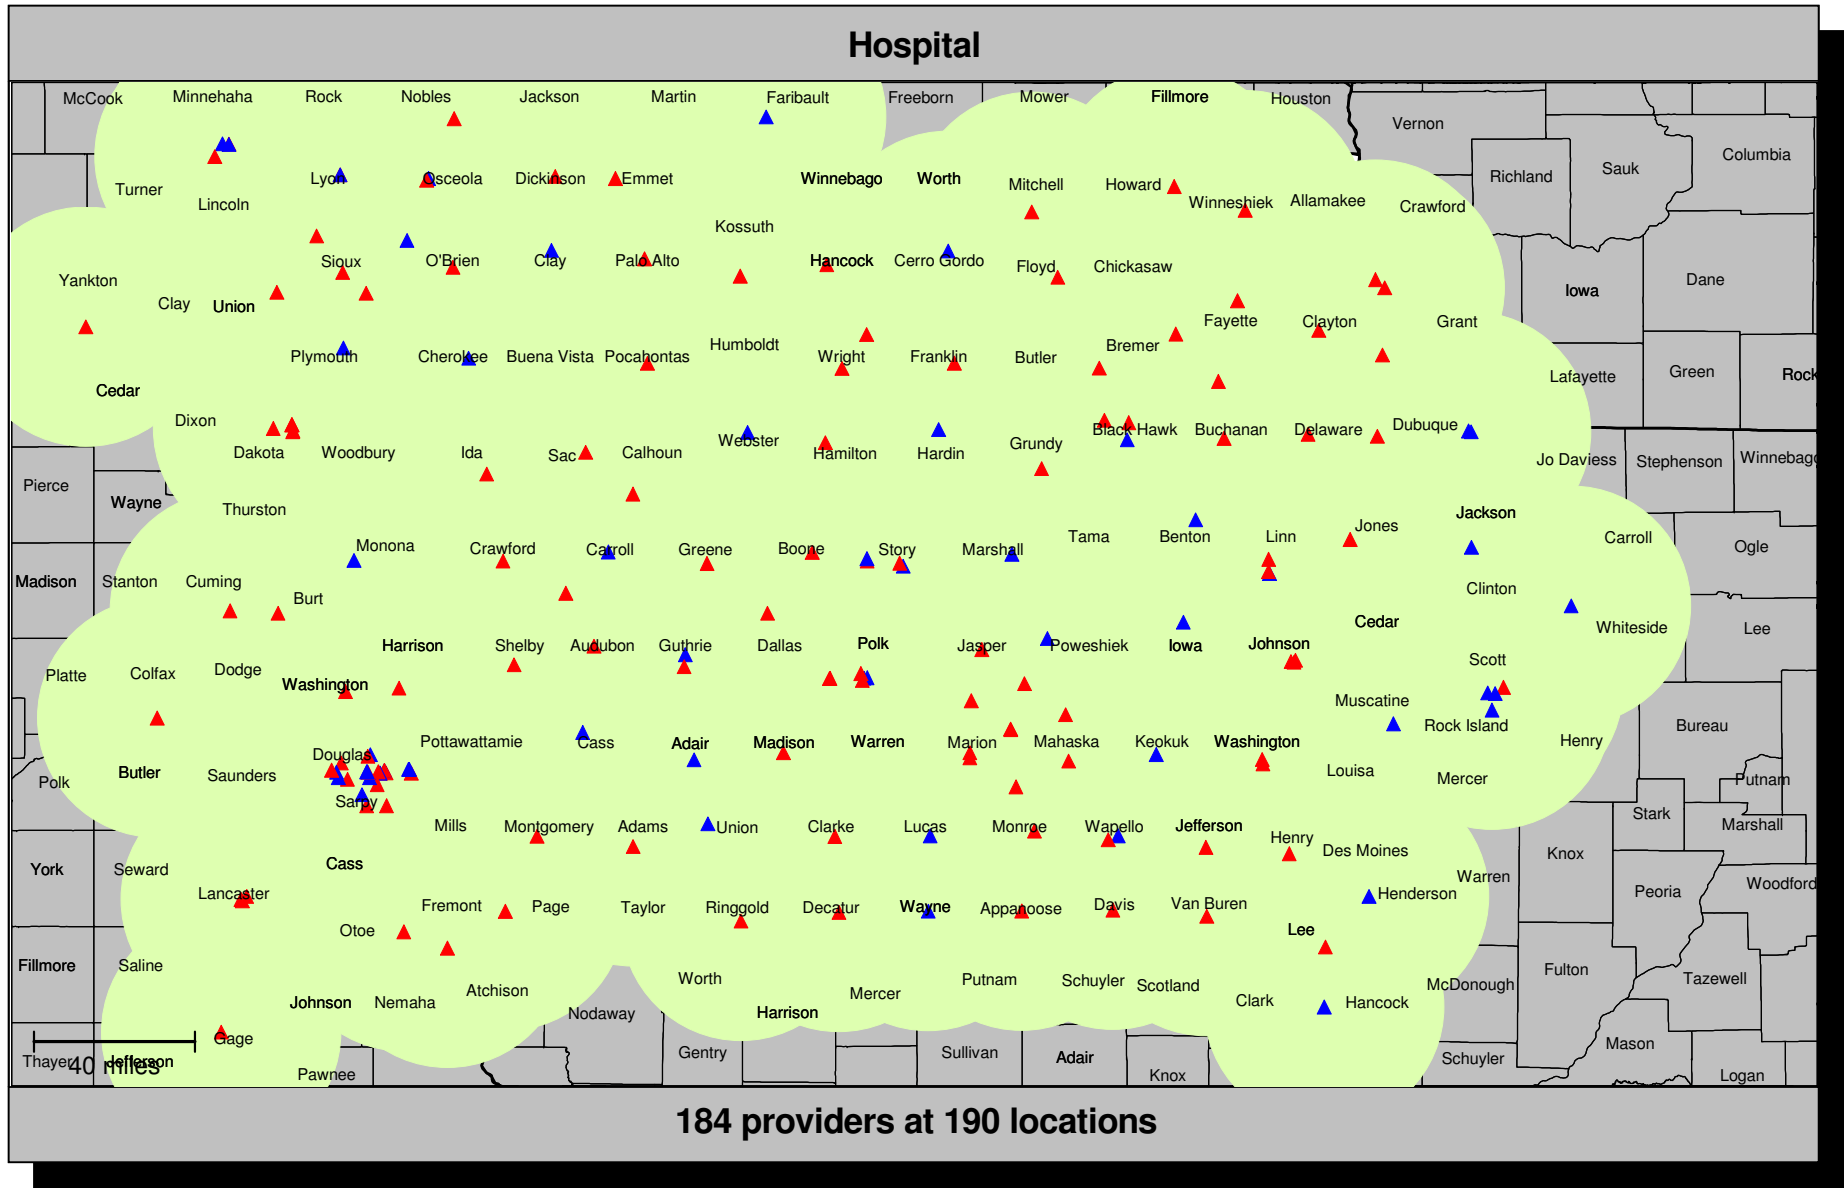 Hospital
McCook Minnehaha Rock Nobles Jackson Martin Faribault Freeborn Mower Fillmore Houston
Vernon
Columbia
Richland Sauk
Turner Lyon Osceola Dickinson Emmet Winnebago Worth Mitchell Howard
Lincoln Winneshiek Allamakee Crawford
Kossuth
Yankton Sioux O'Brien Clay Palo Alto Hancock Cerro Gordo Floyd Chickasaw Dane
Clay Union Iowa
Fayette Clayton Grant
Plymouth Cherokee Buena Vista Pocahontas Humboldt Wright Franklin Butler Bremer
Cedar Lafayette Green Rock
Dixon Webster Black Hawk Buchanan Delaware Dubuque
Dakota Woodbury Ida Sac Calhoun Hamilton Hardin Grundy Jo Daviess Stephenson Winnebago
Pierce Wayne Thurston Jackson
Monona Crawford Carroll Greene Boone Story Marshall Tama Benton Linn Jones Carroll Ogle
Madison Stanton Cuming Burt Clinton
Cedar Whiteside Lee
Harrison Shelby Audubon Guthrie Dallas Polk Jasper Poweshiek Iowa Johnson Scott
Platte Colfax Dodge Washington
Muscatine Rock Island Bureau
Douglas Pottawattamie Cass Adair Madison Warren Marion Mahaska Keokuk Washington Henry
Polk Butler Saunders Louisa Mercer Putnam
Sarpy Stark
Mills Montgomery Adams Union Clarke Lucas Monroe Wapello Jefferson Henry Marshall
York Seward Cass Des Moines Knox
Lancaster Warren Peoria Woodford
Fremont Page Taylor Ringgold Decatur Wayne Appanoose Davis Van Buren Henderson
Otoe Lee
Fillmore Saline Worth Putnam Schuyler Scotland McDonough Fulton Tazewell
Johnson Nemaha Atchison Nodaway Harrison Mercer Clark Hancock
Gage Gentry Sullivan Adair Schuyler Mason
Thayer Jefferson
40 miles
Pawnee Knox Logan
184 providers at 190 locations